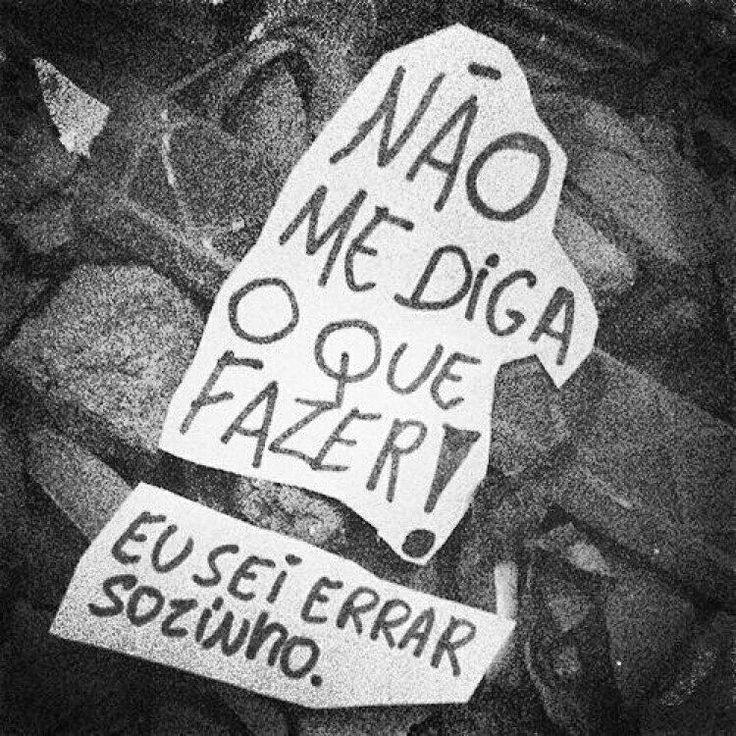 NÃO
ME DiGA
O QUE
FAZER!
EU SEi ERRAR
SOZiNhO.